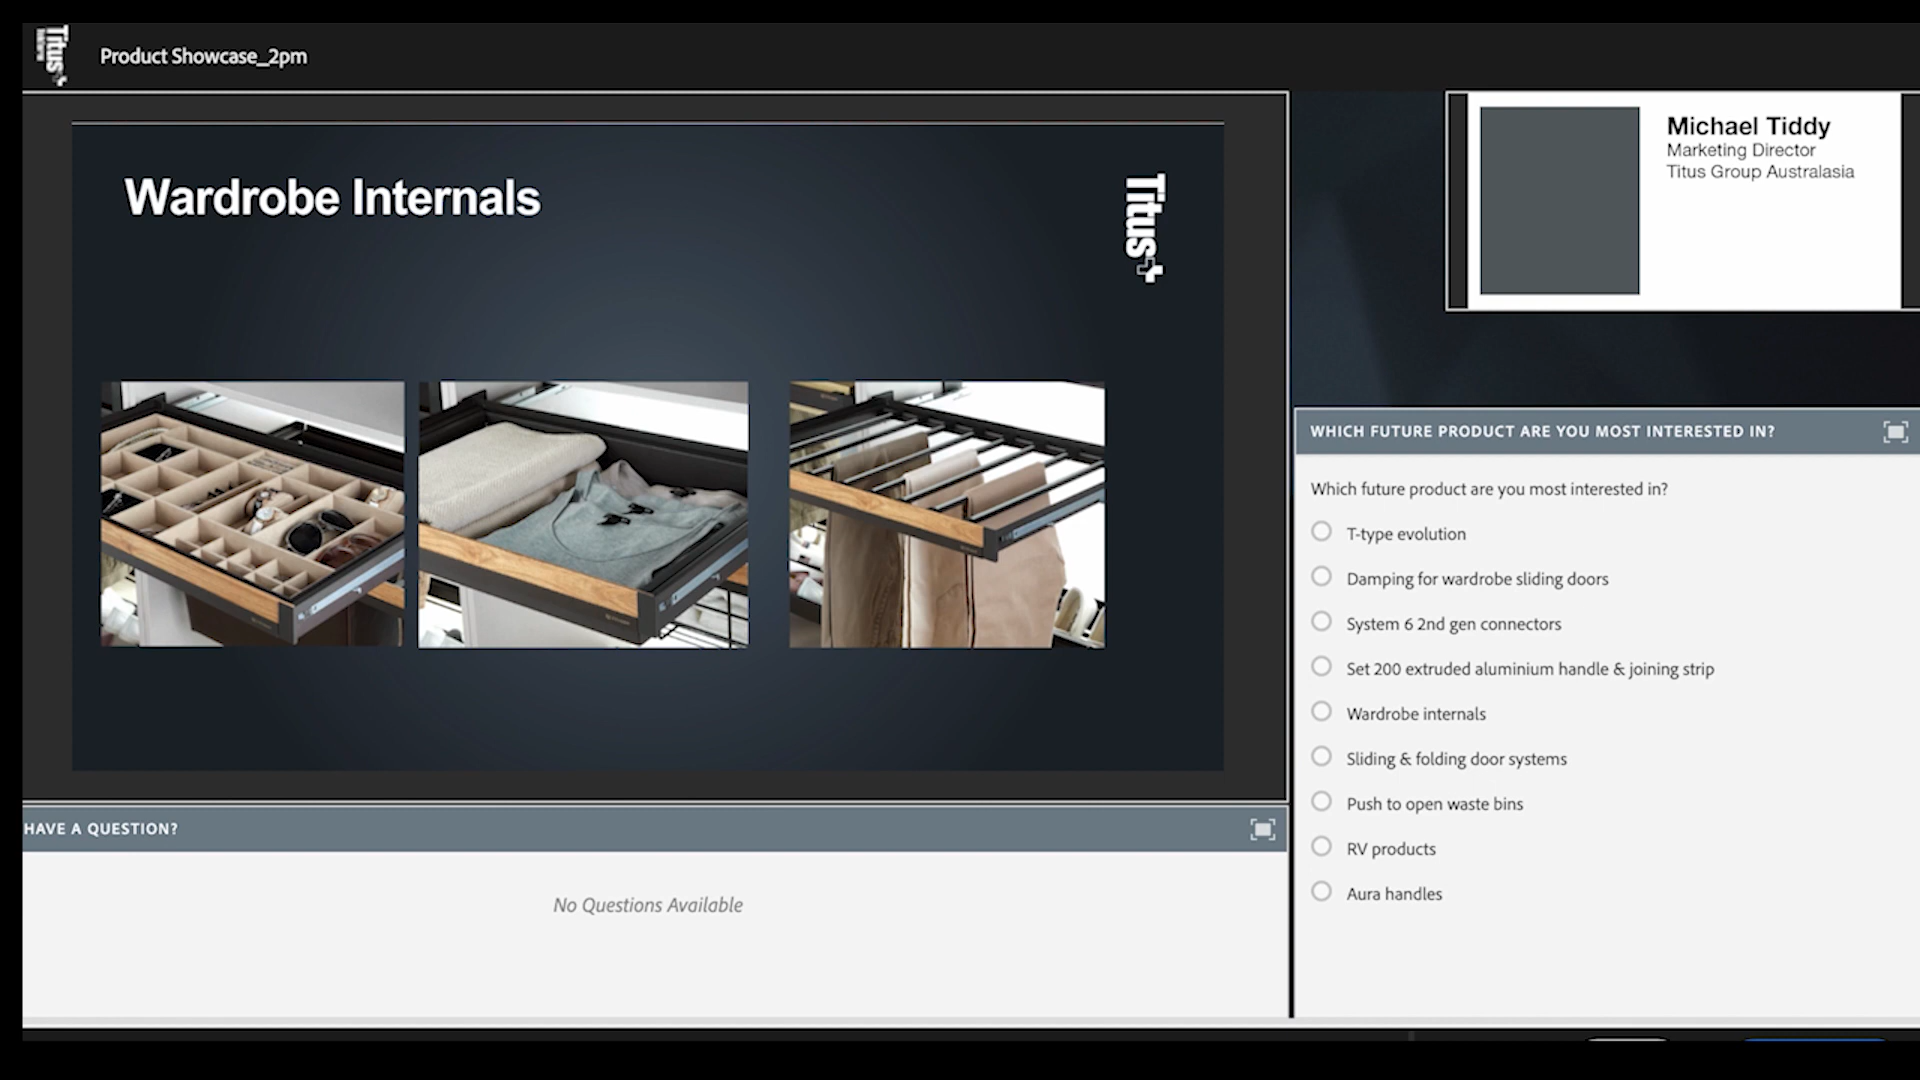 Titus
Product Showcase_2pm
Wardrobe Internals
Titus
Michael Tiddy
Marketing Director
Titus Group Australasia
WHICH FUTURE PRODUCT ARE YOU MOST INTERESTED IN?
Which future product are you most interested in?
T-type evolution
Damping for wardrobe sliding doors
System 6 2nd gen connectors
Set 200 extruded aluminium handle & joining strip
Wardrobe internals
Sliding & folding door systems
Push to open waste bins
RV products
Aura handles
HAVE A QUESTION?
No Questions Available